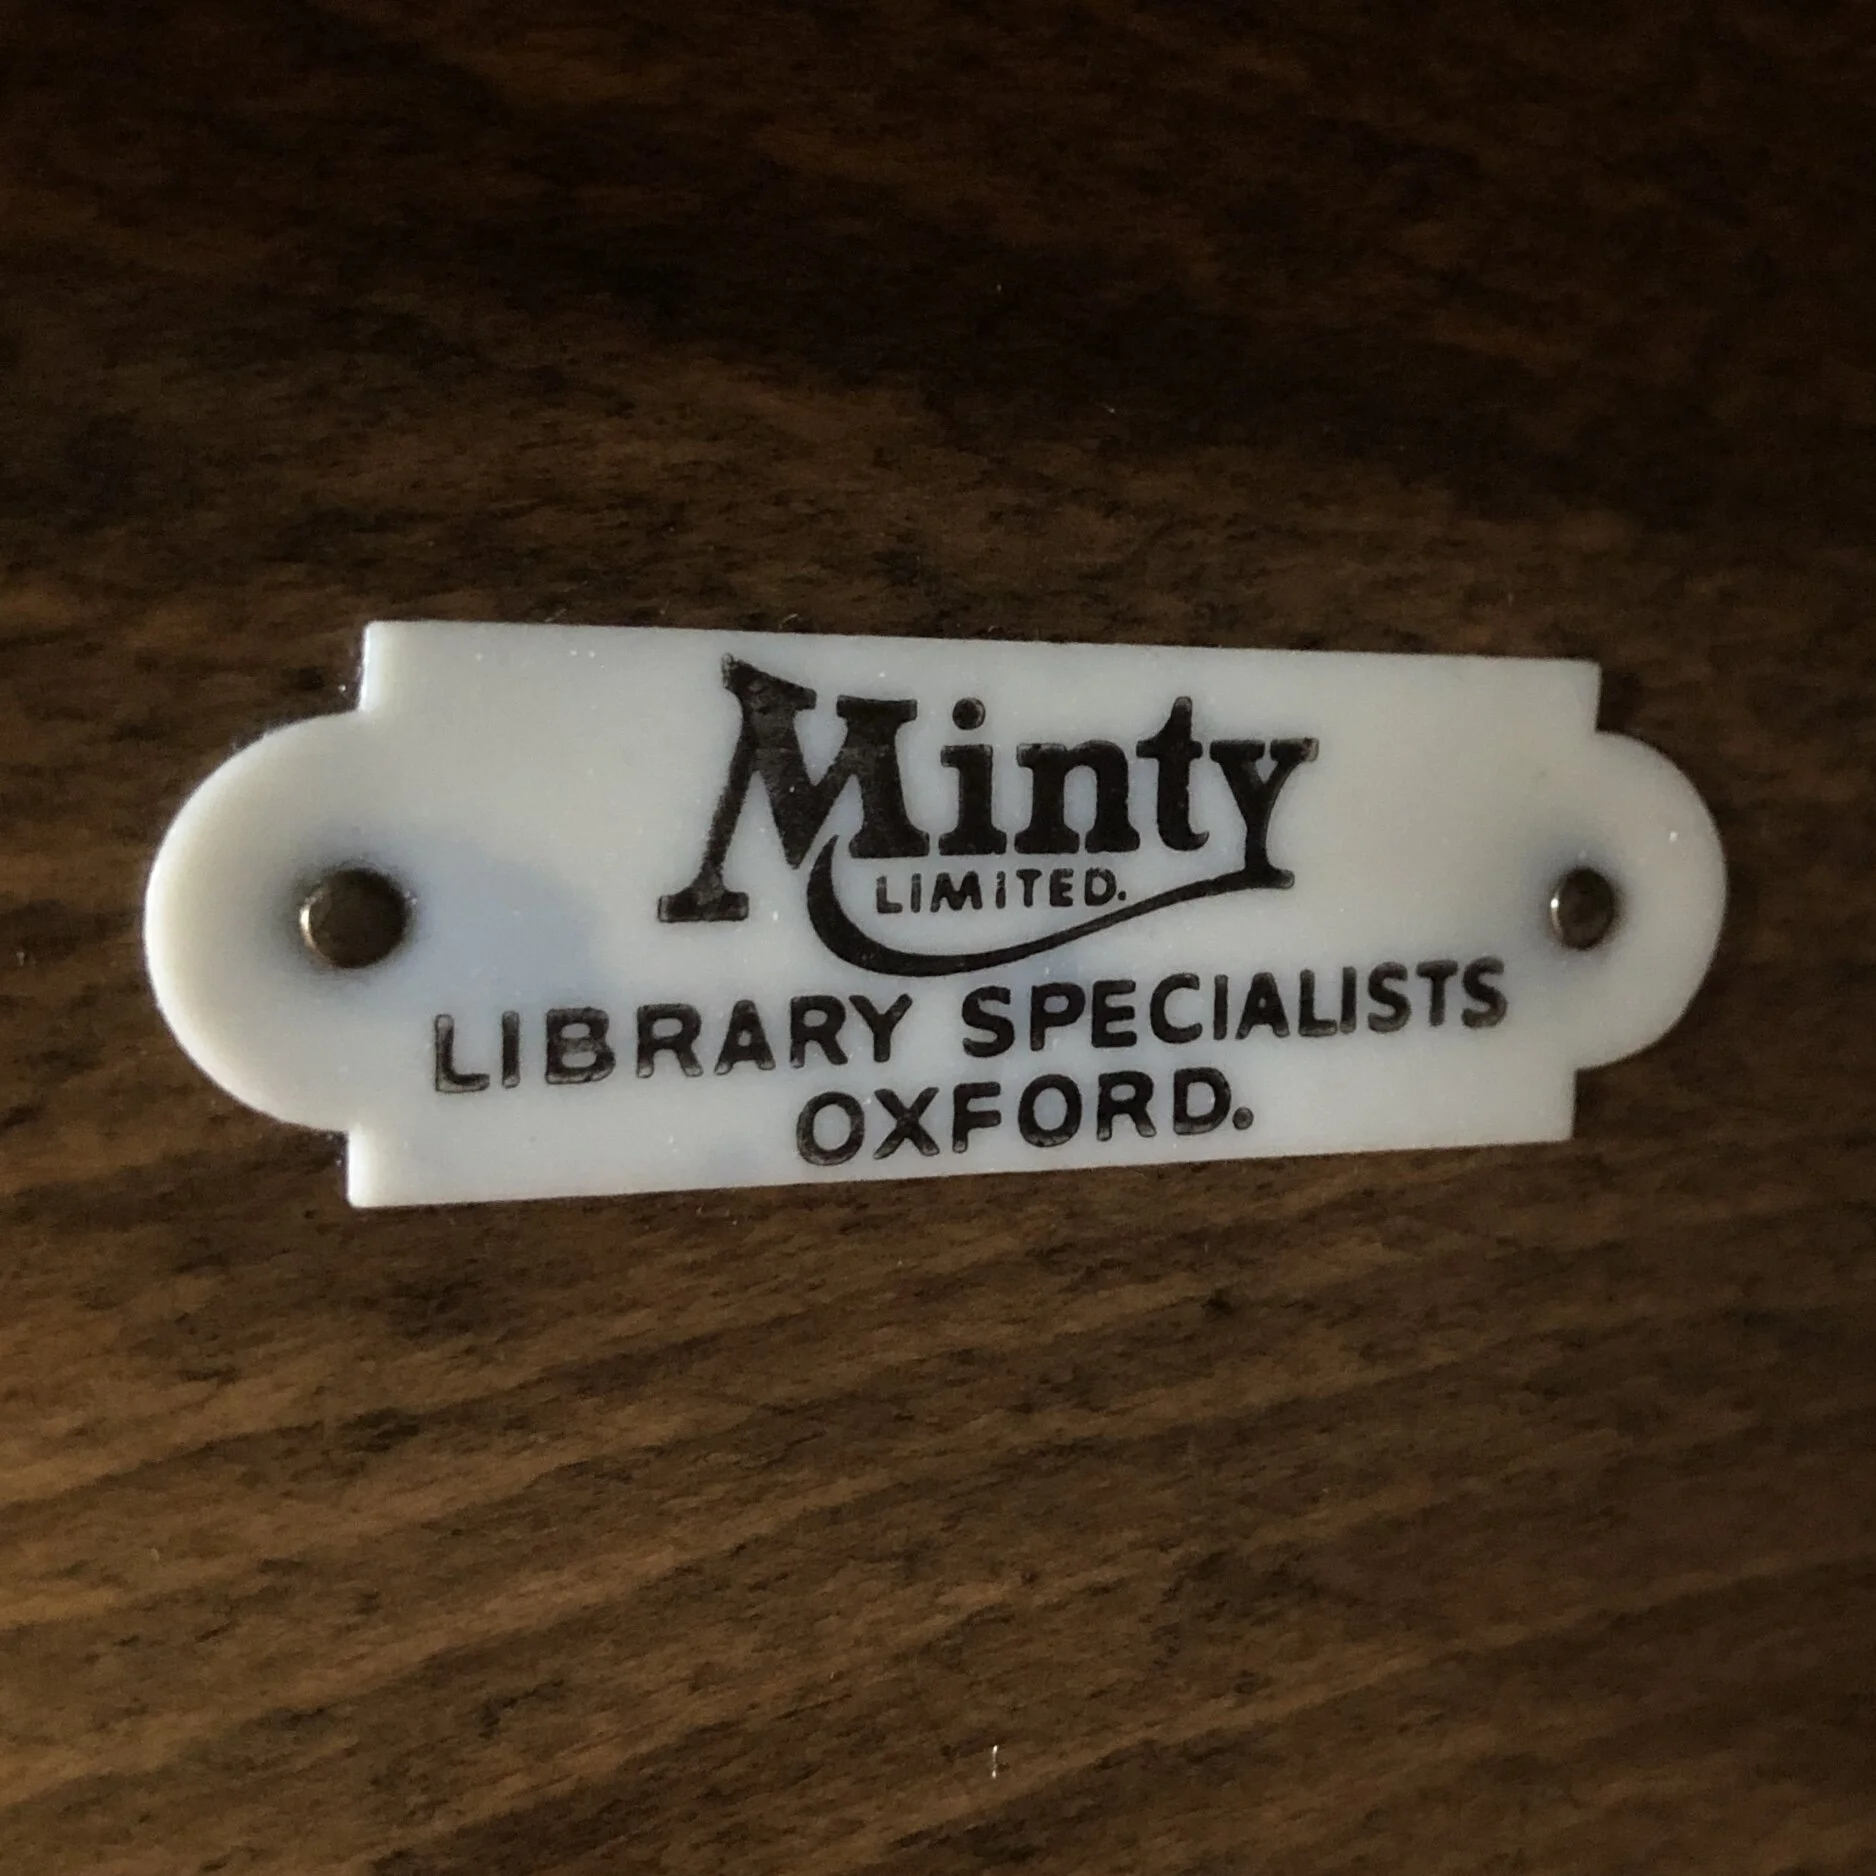 Minty
LIMITED.
LIBRARY SPECIALISTS
OXFORD.